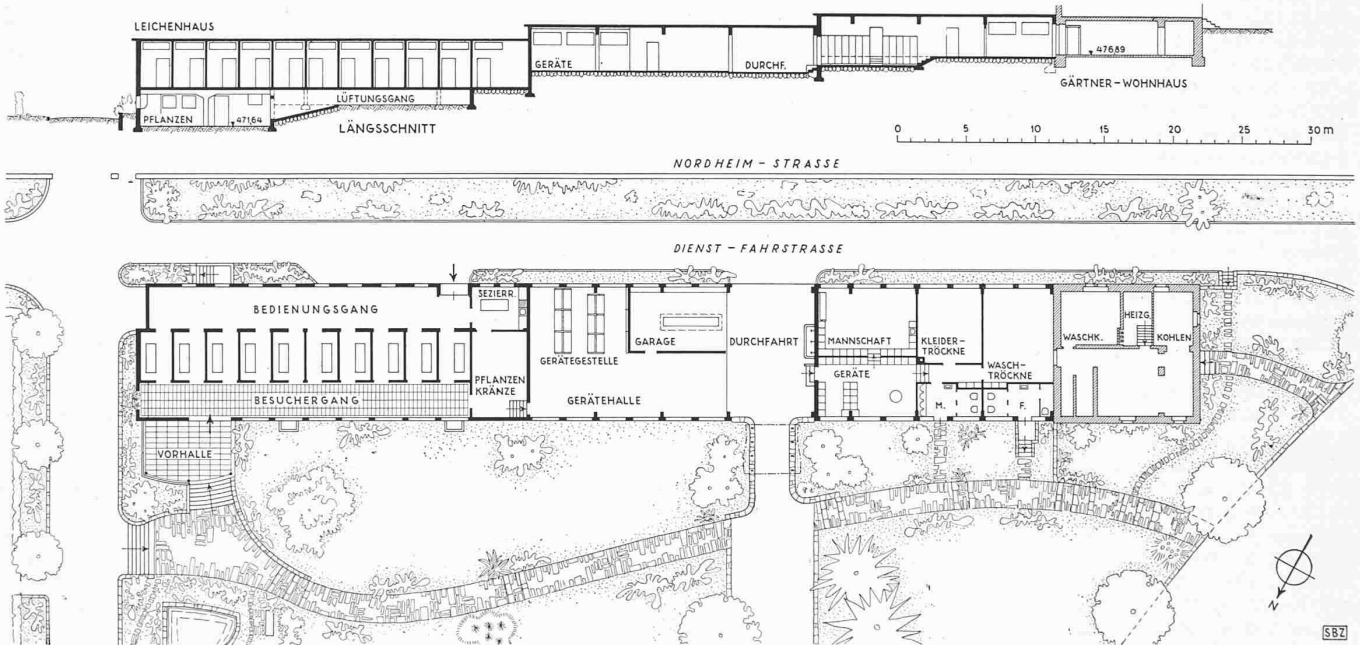 LEICHENHAUS
GERÄTE
DURCHF.
476,89
GÄRTNER-WOHNHAUS
PFLANZEN
471,64
LÜFTUNGSGANG
LÄNGSSCHNITT
0 5 10 15 20 25 30 m
NORDHEIM - STRASSE
DIENST - FAHRSTRASSE
BEDIENUNGSGANG
SEZIERR.
GERÄTEGESTELLE
GARAGE
DURCHFAHRT
MANNSCHAFT
KLEIDER-
TRÖCKNE
WASCH-
TRÖCKNE
WASCHK.
HEIZG.
KOHLEN
PFLANZEN
KRÄNZE
GERÄTEHALLE
GERÄTE
BESUCHERGANG
M.
F.
VORHALLE
N
SBZ